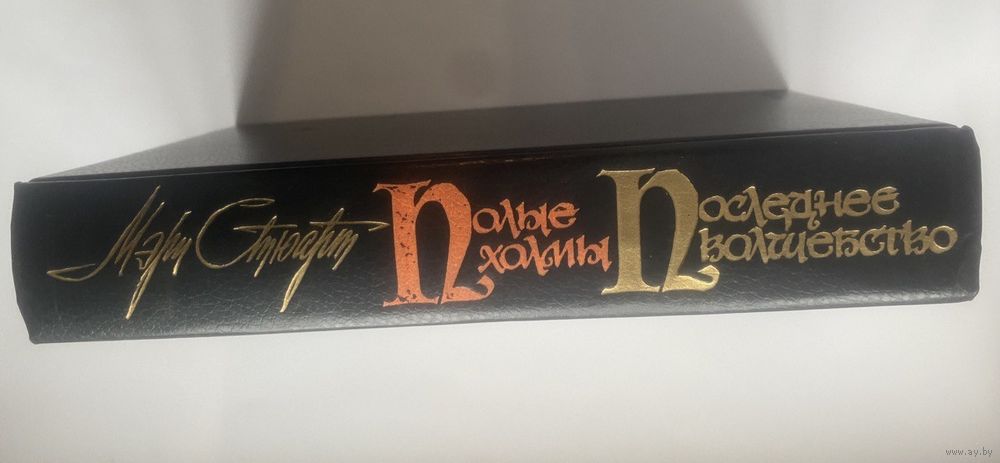 Мэри Стюарт
Полые
холмы
Последнее
волшебство
www.ay.by